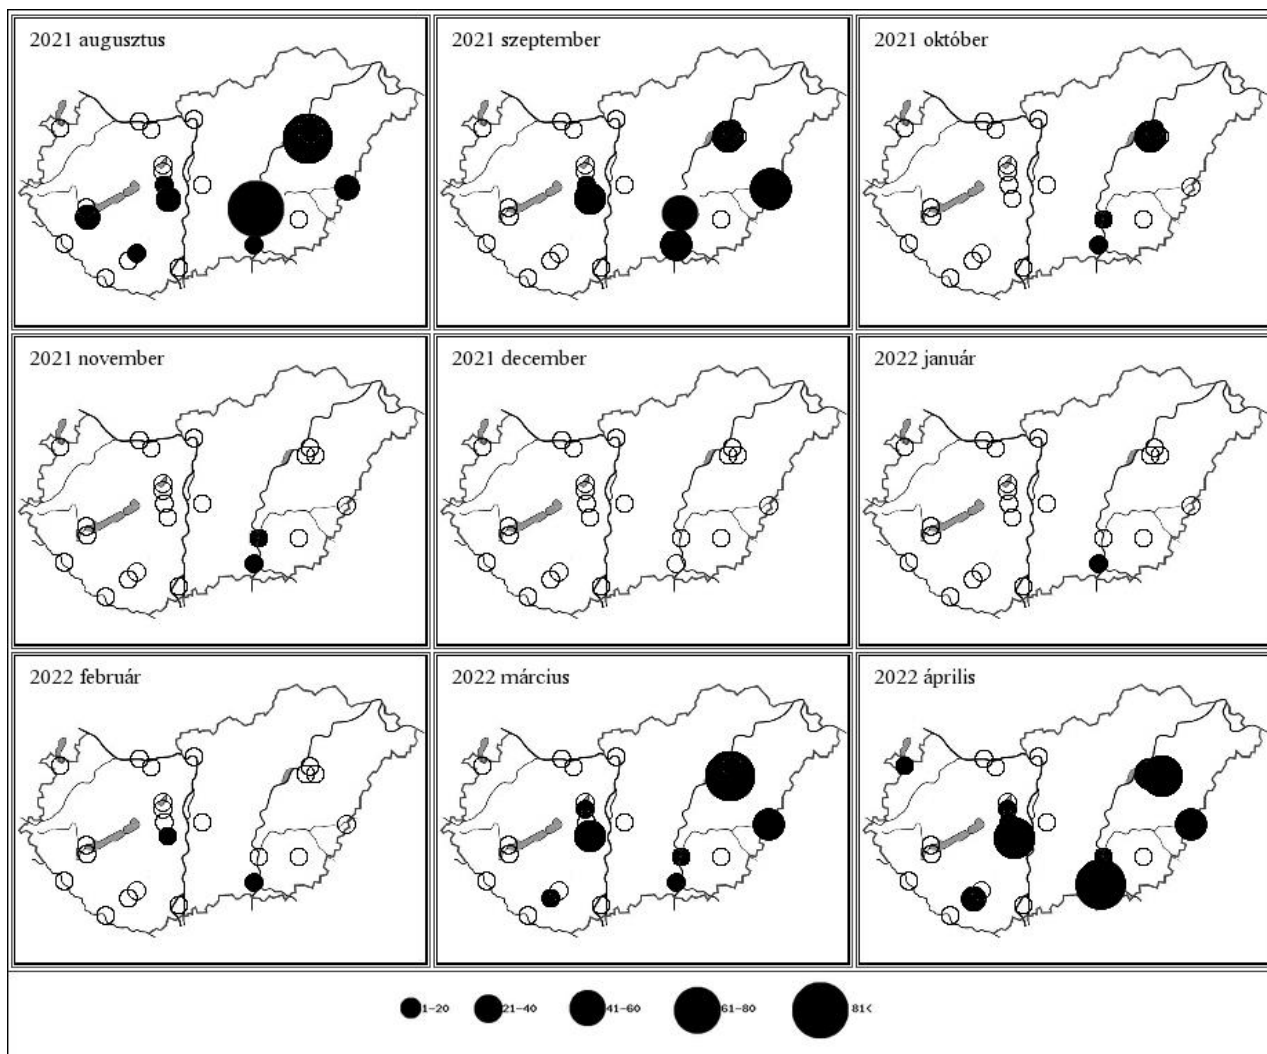 2021 augusztus
2021 szeptember
2021 október
2021 november
2021 december
2022 január
2022 február
2022 március
2022 április
1-20 21-40 41-60 61-80 81<